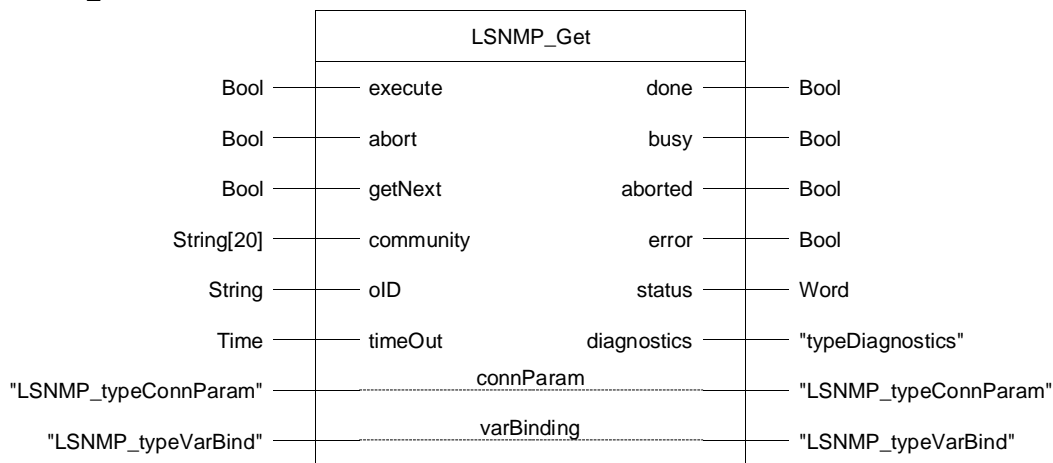 LSNMP_Get
Bool execute done Bool
Bool abort busy Bool
Bool getNext aborted Bool
String[20] community error Bool
String oID status Word
Time timeOut diagnostics "typeDiagnostics"
"LSNMP_typeConnParam" connParam "LSNMP_typeConnParam"
"LSNMP_typeVarBind" varBinding "LSNMP_typeVarBind"